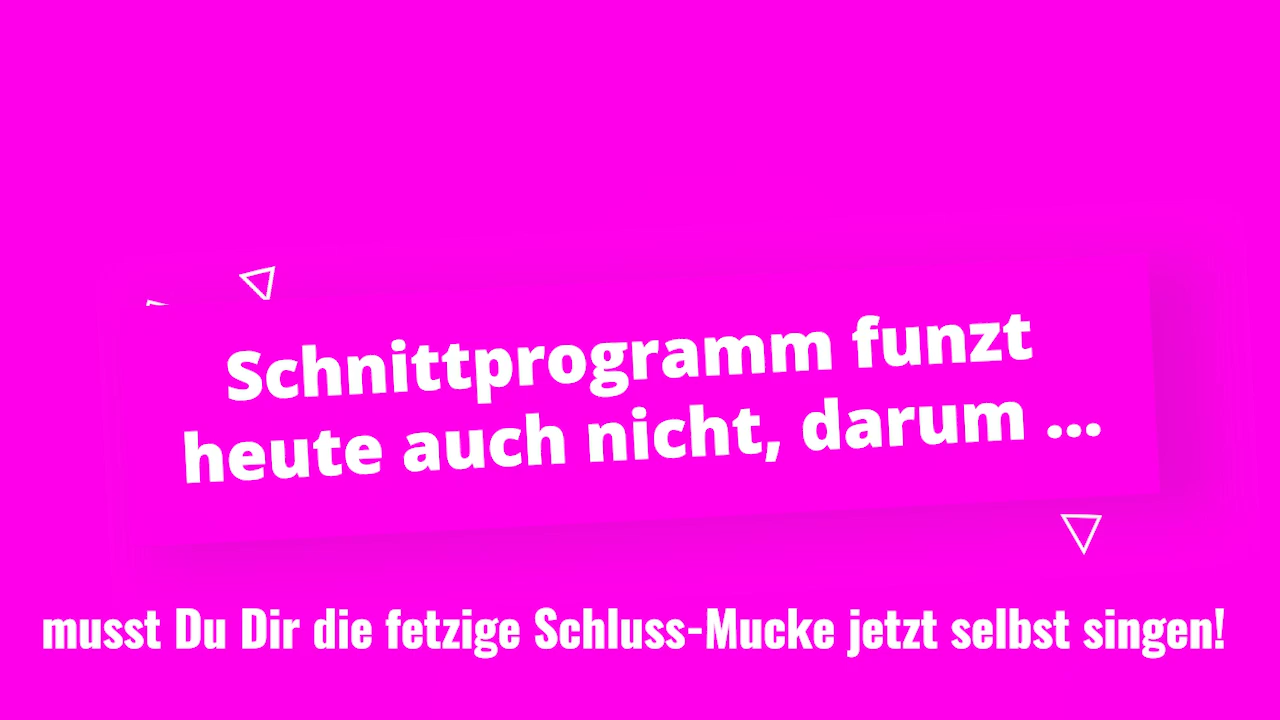 Schnittprogramm funzt
heute auch nicht, darum ...
musst Du Dir die fetzige Schluss-Mucke jetzt selbst singen!